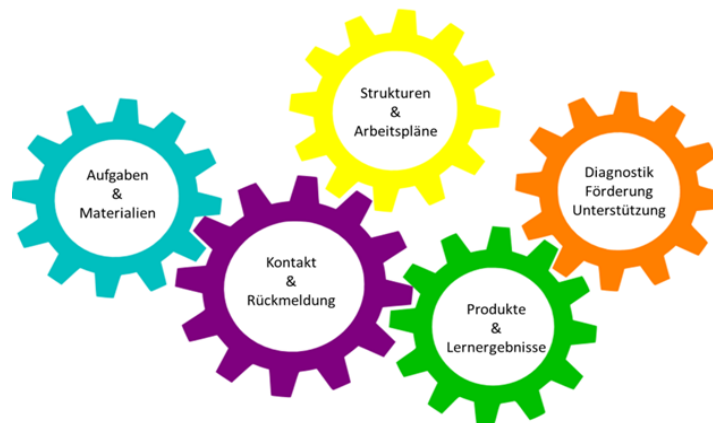 Strukturen
&
Arbeitspläne
Aufgaben
&
Materialien
Diagnostik
Förderung
Unterstützung
Kontakt
&
Rückmeldung
Produkte
&
Lernergebnisse